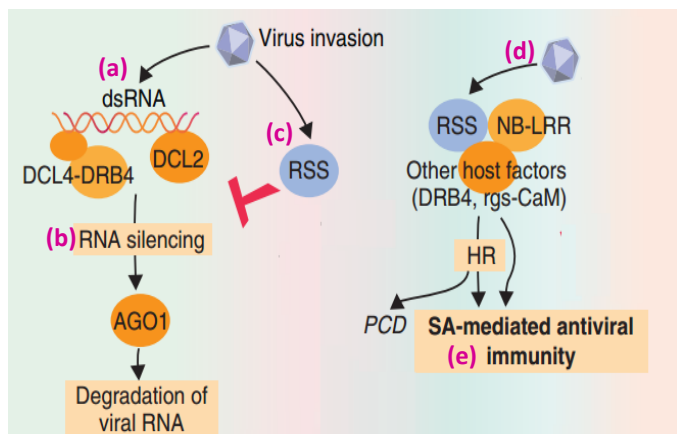 (a)
Virus invasion
dsRNA
DCL4-DRB4
DCL2
(b) RNA silencing
AGO1
Degradation of
viral RNA
(c)
RSS
(d)
RSS
NB-LRR
Other host factors
(DRB4, rgs-CaM)
HR
PCD
SA-mediated antiviral
(e) immunity